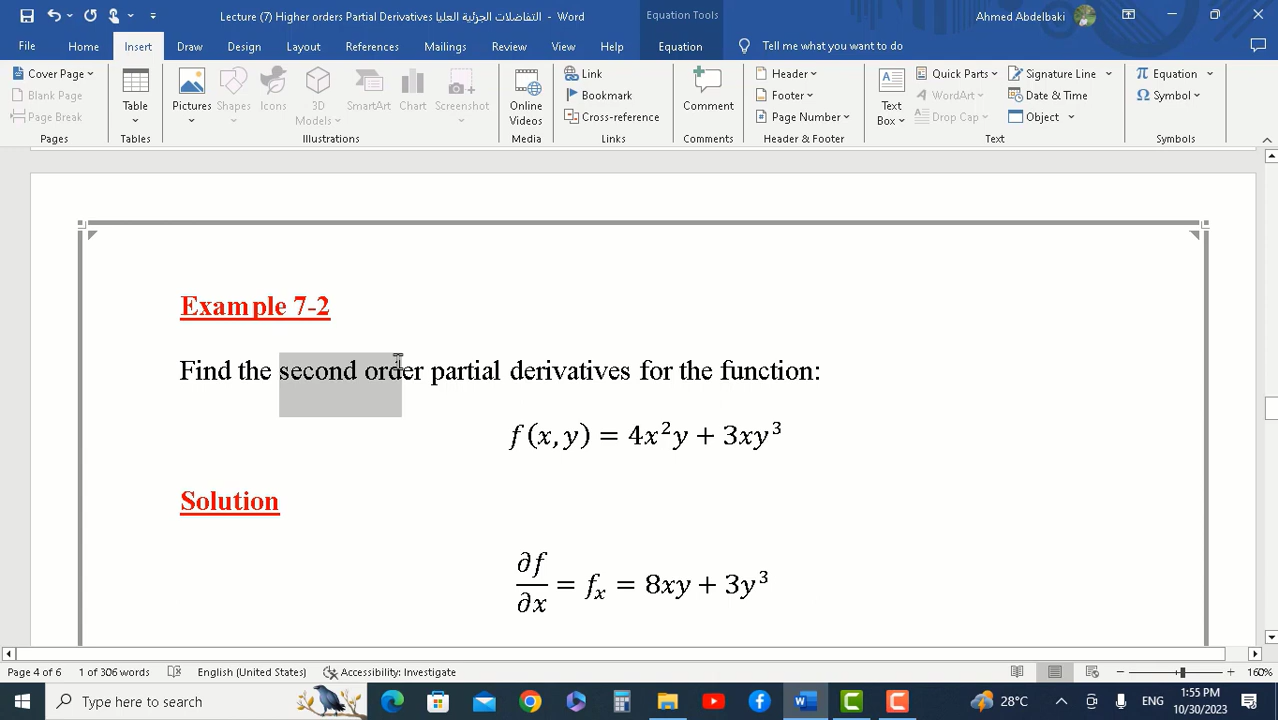 Lecture (7) Higher orders Partial Derivatives التفاضلات الجزئية العليا - Word
Equation Tools
Ahmed Abdelbaki
File Home Insert Draw Design Layout References Mailings Review View Help Equation Tell me what you want to do
Cover Page
Blank Page
Page Break
Pages
Table
Tables
Pictures
Shapes
Icons
3D Models
SmartArt
Chart
Screenshot
Illustrations
Online Videos
Media
Link
Bookmark
Cross-reference
Links
Comment
Comments
Header
Footer
Page Number
Header & Footer
Text Box
Quick Parts
WordArt
Drop Cap
Signature Line
Date & Time
Object
Text
π Equation
Ω Symbol
Symbols
Example 7-2
Find the second order partial derivatives for the function:
f(x, y) = 4x²y + 3xy³
Solution
∂f/∂x = fₓ = 8xy + 3y³
Page 4 of 6 1 of 306 words English (United States) Accessibility: Investigate 160%
Type here to search
28°C ENG 1:55 PM
10/30/2023